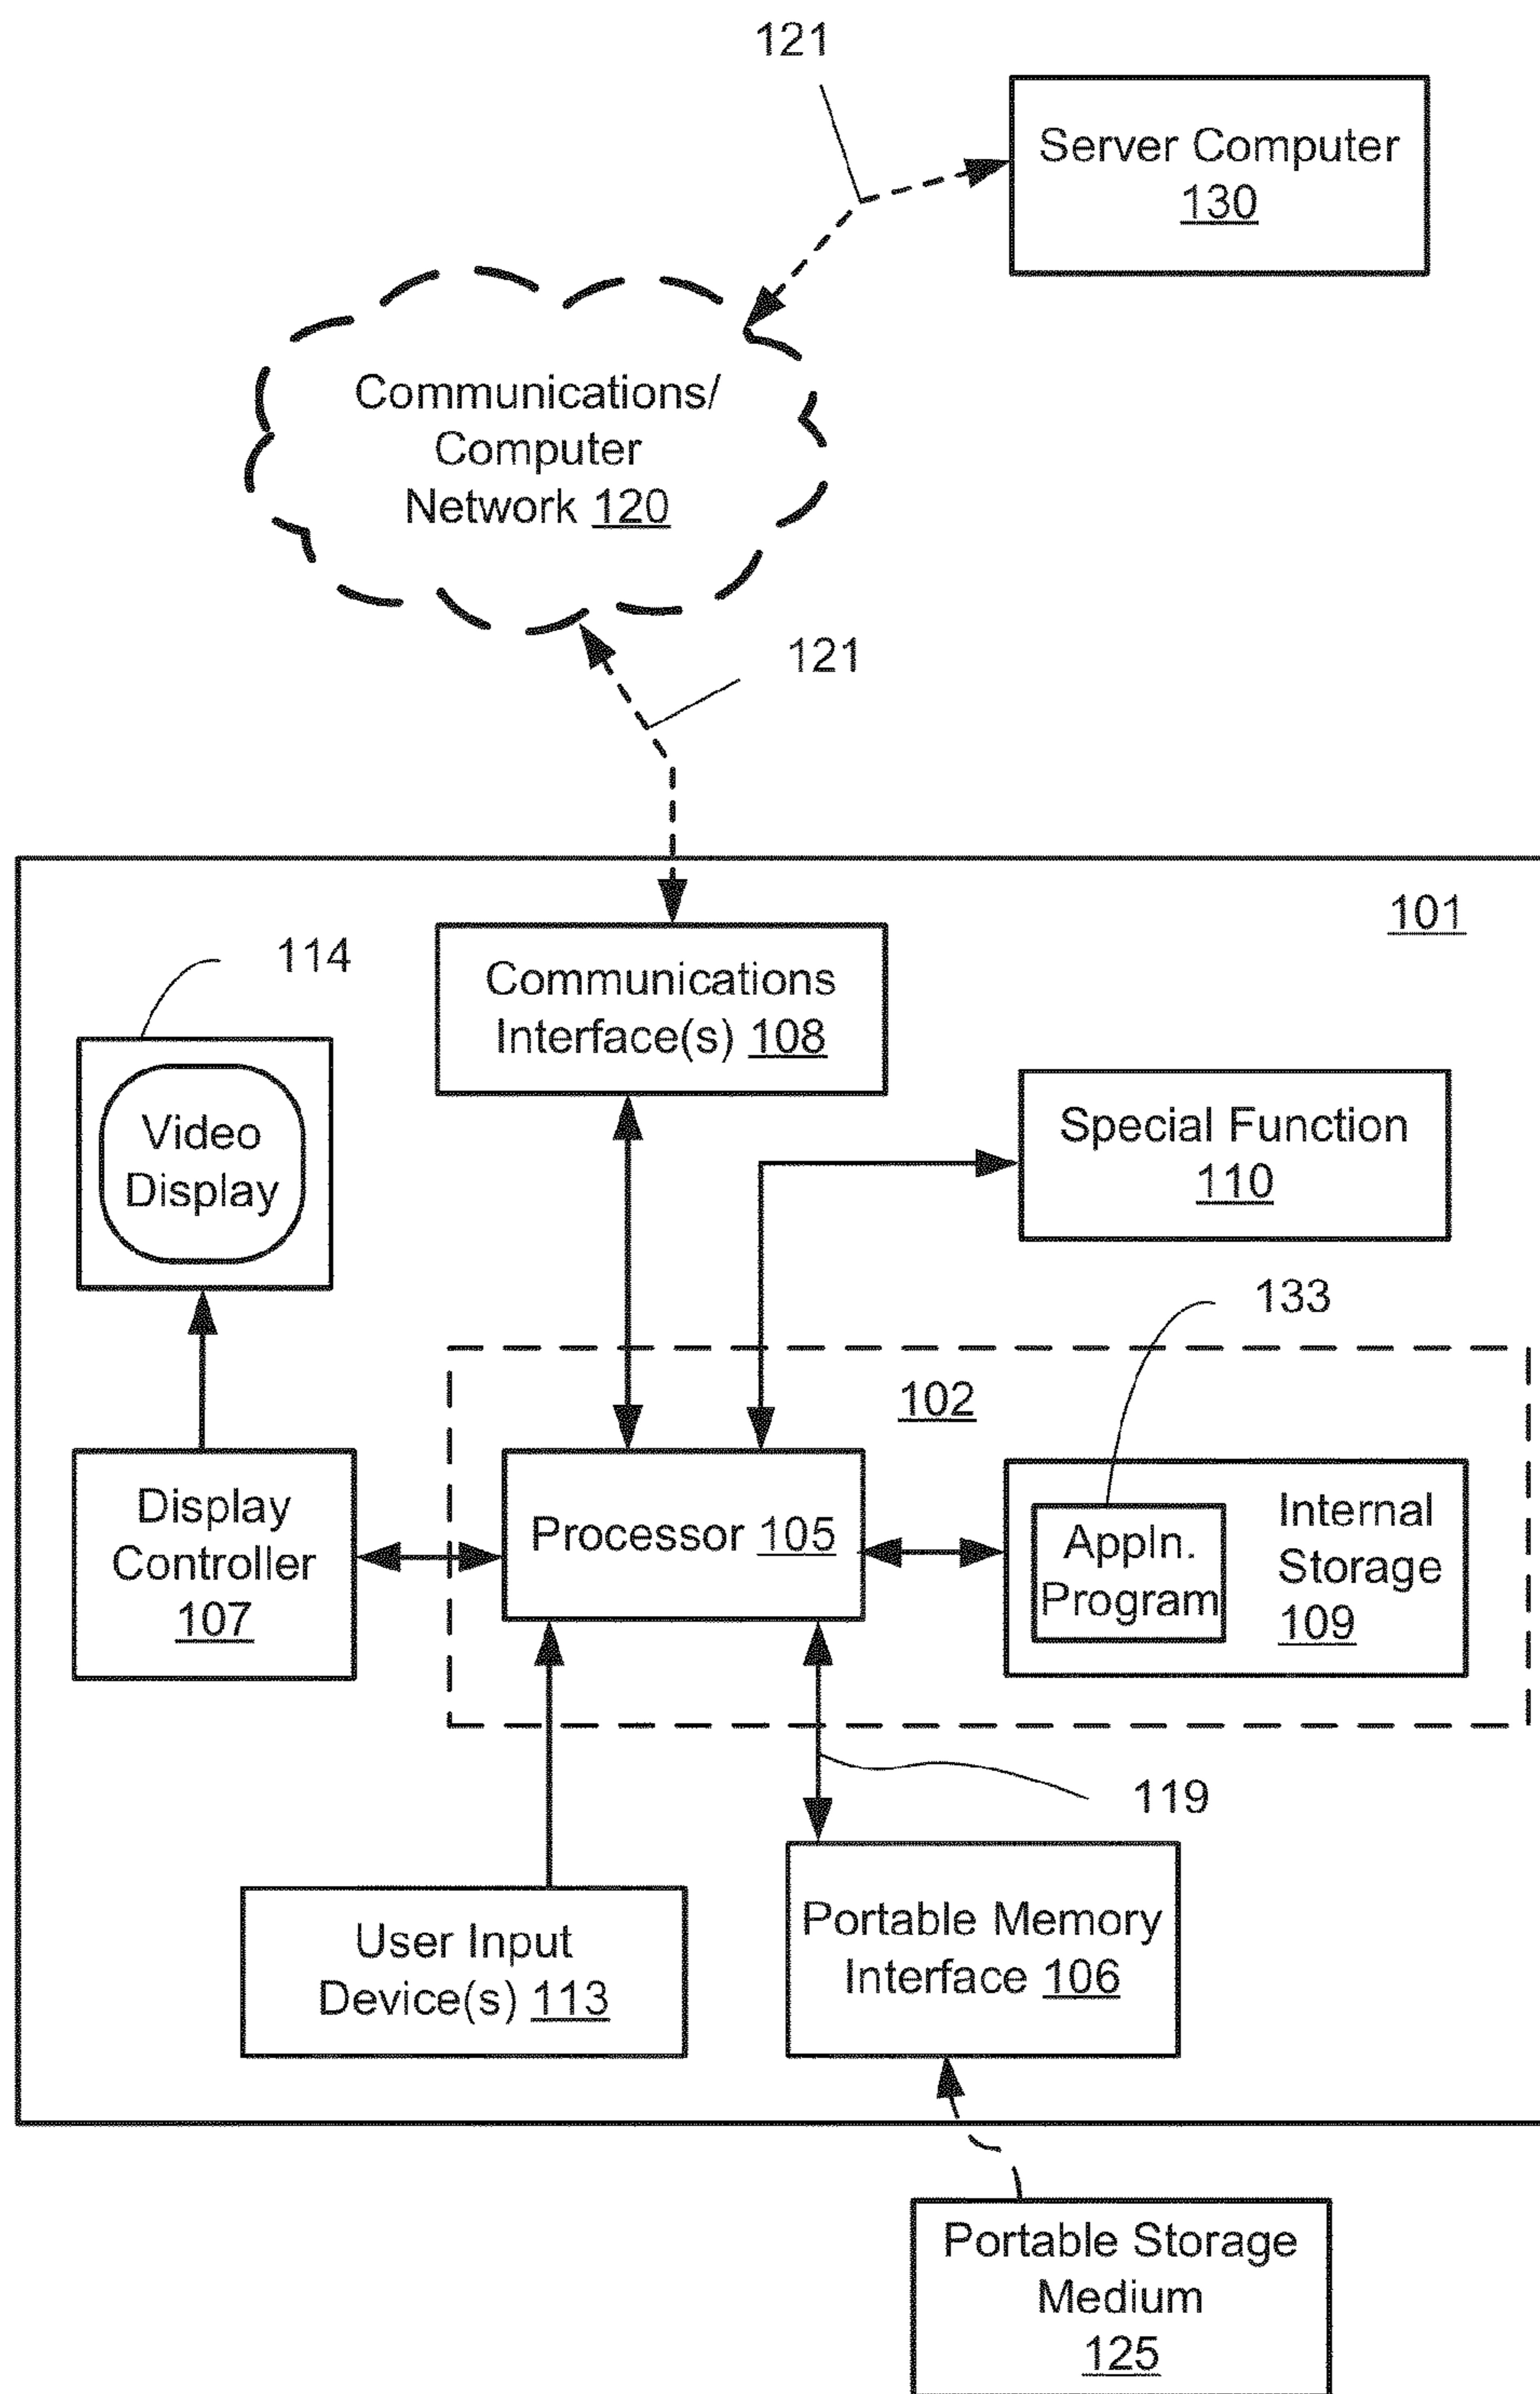 121
Server Computer
130
Communications/
Computer
Network 120
121
101
114
Communications
Interface(s) 108
Video
Display
Special Function
110
133
102
Display
Controller
107
Processor 105
Appln.
Program
Internal
Storage
109
119
User Input
Device(s) 113
Portable Memory
Interface 106
Portable Storage
Medium
125